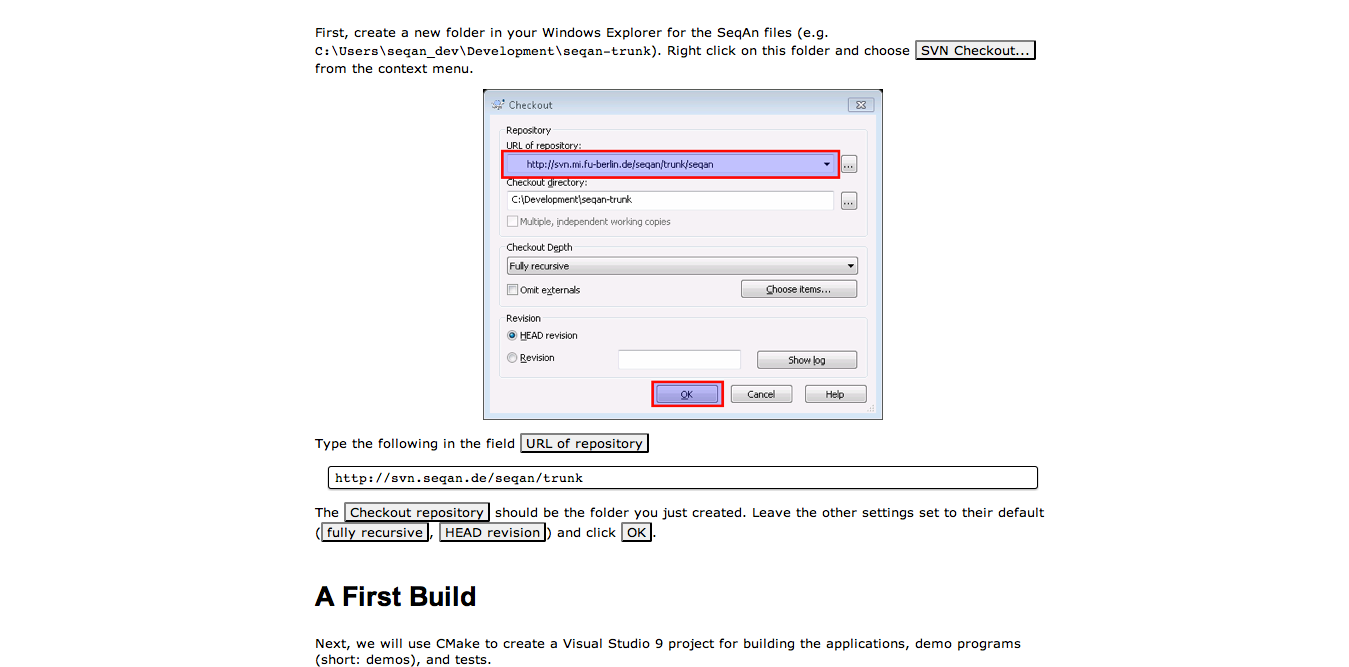 First, create a new folder in your Windows Explorer for the SeqAn files (e.g.
C:\Users\seqan_dev\Development\seqan-trunk). Right click on this folder and choose SVN Checkout...
from the context menu.
Checkout
Repository
URL of repository:
http://svn.mi.fu-berlin.de/seqan/trunk/seqan
...
Checkout directory:
C:\Development\seqan-trunk
...
Multiple, independent working copies
Checkout Depth
Fully recursive
Omit externals
Choose items...
Revision
HEAD revision
Revision
Show log
OK
Cancel
Help
Type the following in the field URL of repository
http://svn.seqan.de/seqan/trunk
The Checkout repository should be the folder you just created. Leave the other settings set to their default
(fully recursive, HEAD revision) and click OK.
A First Build
Next, we will use CMake to create a Visual Studio 9 project for building the applications, demo programs
(short: demos), and tests.